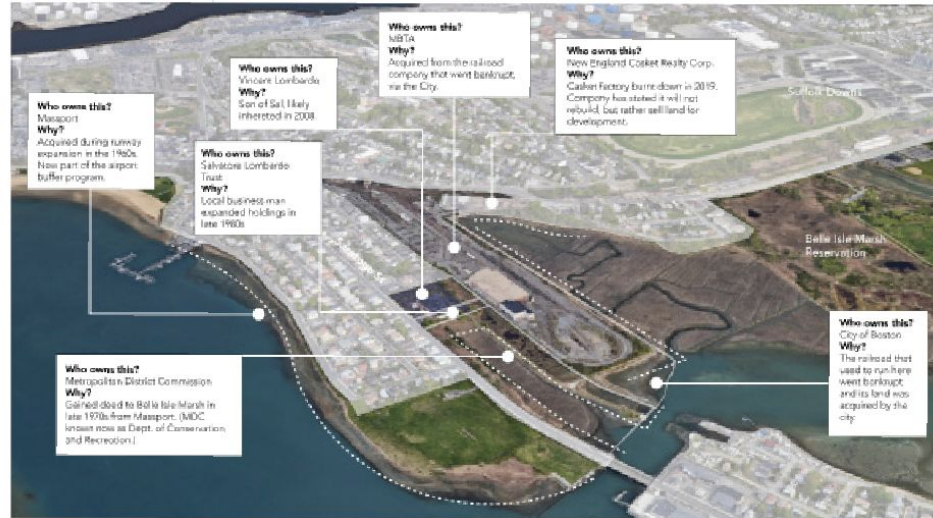 Who owns this?
MBTA
Why?
Acquired from the railroad
company that went bankrupt,
via the City.
Who owns this?
New England Casket Realty Corp.
Why?
Casket Factory burnt down in 2019.
Company has stated it will not
rebuild, but rather sell land for
development.
Suffolk Downs
Who owns this?
Vincent Lombardo
Why?
Son of Sal, likely
inhereted in 2008
Who owns this?
Massport
Why?
Acquired during runway
expansion in the 1960s.
Now part of the airport
buffer program.
Who owns this?
Salvatore Lombardo
Trust
Why?
Local business man
expanded holdings in
late 1980s
Belle Isle Marsh
Reservation
Who owns this?
City of Boston
Why?
The railroad that
used to run here
went bankrupt
and its land was
acquired by the
city.
Who owns this?
Metropolitan District Commission
Why?
Gained deed to Belle Isle Marsh in
late 1970s from Massport. (MDC
known now as Dept. of Conservation
and Recreation.)